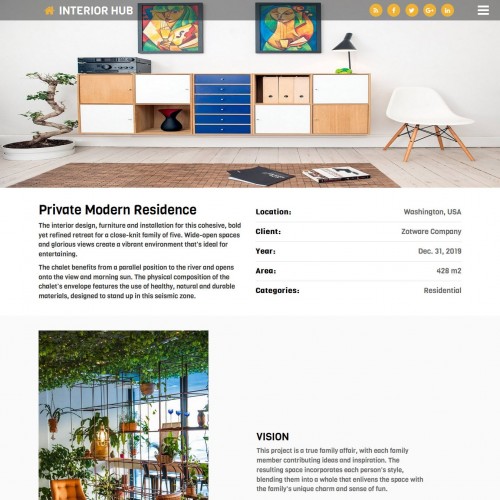 INTERIOR HUB
Private Modern Residence
The interior design, furniture and installation for this cohesive, bold
yet refined retreat for a close-knit family of five. Wide-open spaces
and glorious views create a vibrant environment that's ideal for
entertaining.
The chalet benefits from a parallel position to the river and opens
onto the view and morning sun. The physical composition of the
chalet's envelope features the use of healthy, natural and durable
materials, designed to stand up in this seismic zone.
Location: Washington, USA
Client: Zotware Company
Year: Dec. 31, 2019
Area: 428 m2
Categories: Residential
VISION
This project is a true family affair, with each family
member contributing ideas and inspiration. The
resulting space incorporates each person's style,
blending them into a whole that enlivens the space with
the family's unique charm and sense of fun.